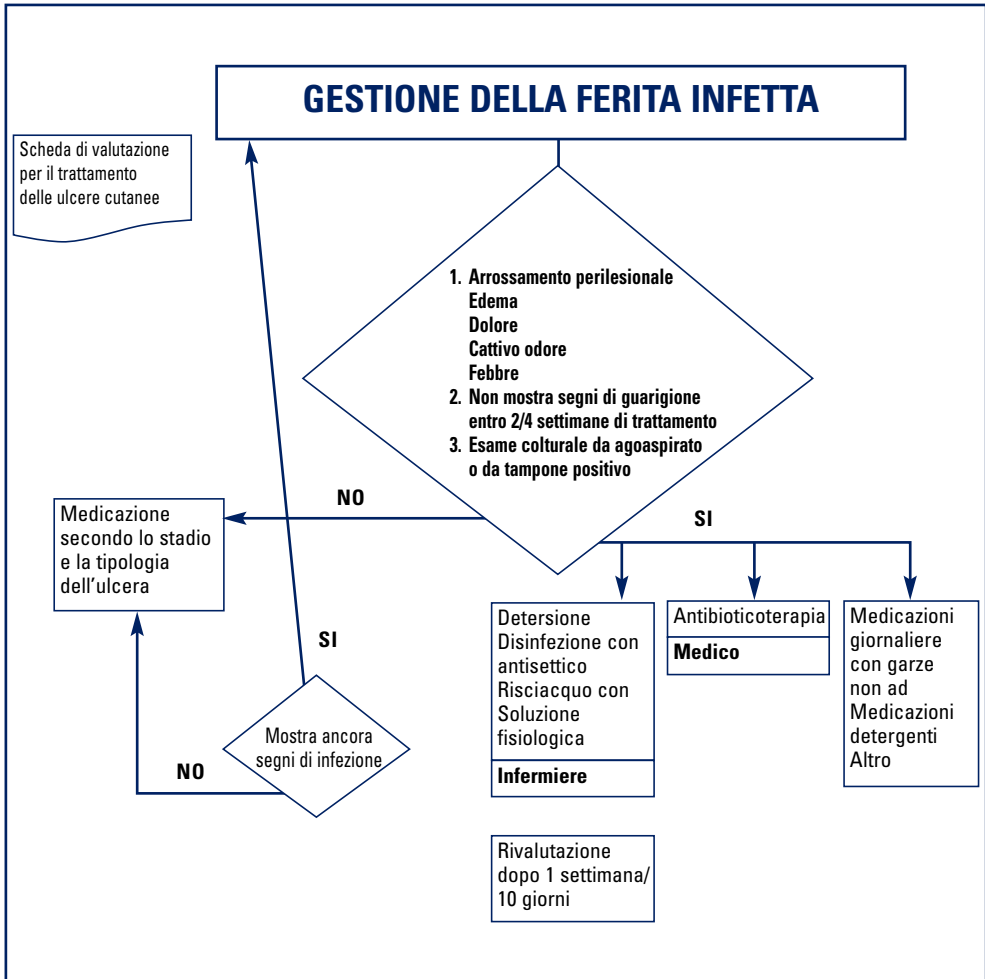 GESTIONE DELLA FERITA INFETTA
Scheda di valutazione
per il trattamento
delle ulcere cutanee
1. Arrossamento perilesionale
Edema
Dolore
Cattivo odore
Febbre
2. Non mostra segni di guarigione
entro 2/4 settimane di trattamento
3. Esame colturale da agoaspirato
o da tampone positivo
NO
SI
Medicazione
secondo lo stadio
e la tipologia
dell'ulcera
Detersione
Disinfezione con
antisettico
Risciacquo con
Soluzione
fisiologica
Infermiere
Antibioticoterapia
Medico
Medicazioni
giornaliere
con garze
non ad
Medicazioni
detergenti
Altro
SI
Mostra ancora
segni di infezione
NO
Rivalutazione
dopo 1 settimana/
10 giorni